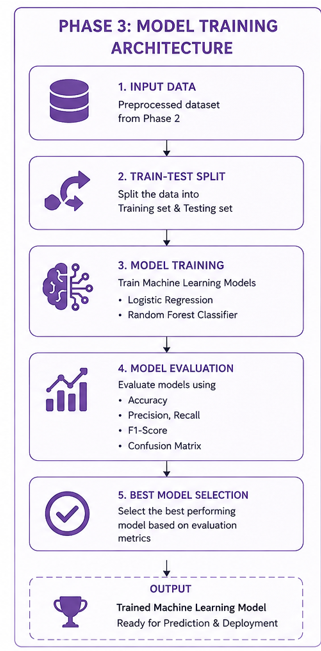 PHASE 3: MODEL TRAINING
ARCHITECTURE
1. INPUT DATA
Preprocessed dataset
from Phase 2
2. TRAIN-TEST SPLIT
Split the data into
Training set & Testing set
3. MODEL TRAINING
Train Machine Learning Models
• Logistic Regression
• Random Forest Classifier
4. MODEL EVALUATION
Evaluate models using
• Accuracy
• Precision, Recall
• F1-Score
• Confusion Matrix
5. BEST MODEL SELECTION
Select the best performing
model based on evaluation
metrics
OUTPUT
Trained Machine Learning Model
Ready for Prediction & Deployment